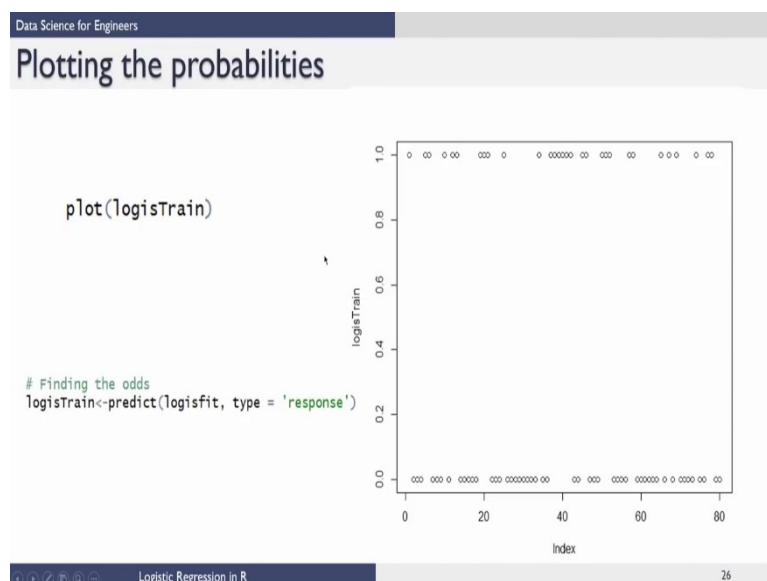 Data Science for Engineers
Plotting the probabilities
plot(logisTrain)
# Finding the odds
logisTrain<-predict(logisfit, type = 'response')
logisTrain
1.0
0.8
0.6
0.4
0.2
0.0
0 20 40 60 80
Index
Logistic Regression in R
26